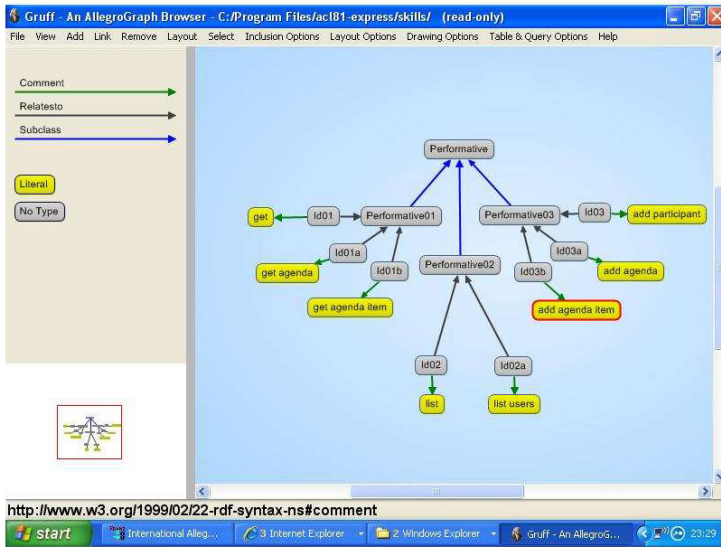 Gruff - An AllegroGraph Browser - C:/Program Files/acl81-express/skills/ (read-only)
File View Add Link Remove Layout Select Inclusion Options Layout Options Drawing Options Table & Query Options Help
Comment
Relatesto
Subclass
Literal
No Type
Performative
get Id01 Performative01 Performative03 Id03 add participant
Id01a Id03a
get agenda Id01b Performative02 Id03b add agenda
get agenda item add agenda item
Id02 Id02a
list list users
http://www.w3.org/1999/02/22-rdf-syntax-ns#comment
start International Alleg... 3 Internet Explorer 2 Windows Explorer Gruff - An AllegroG... 23:29